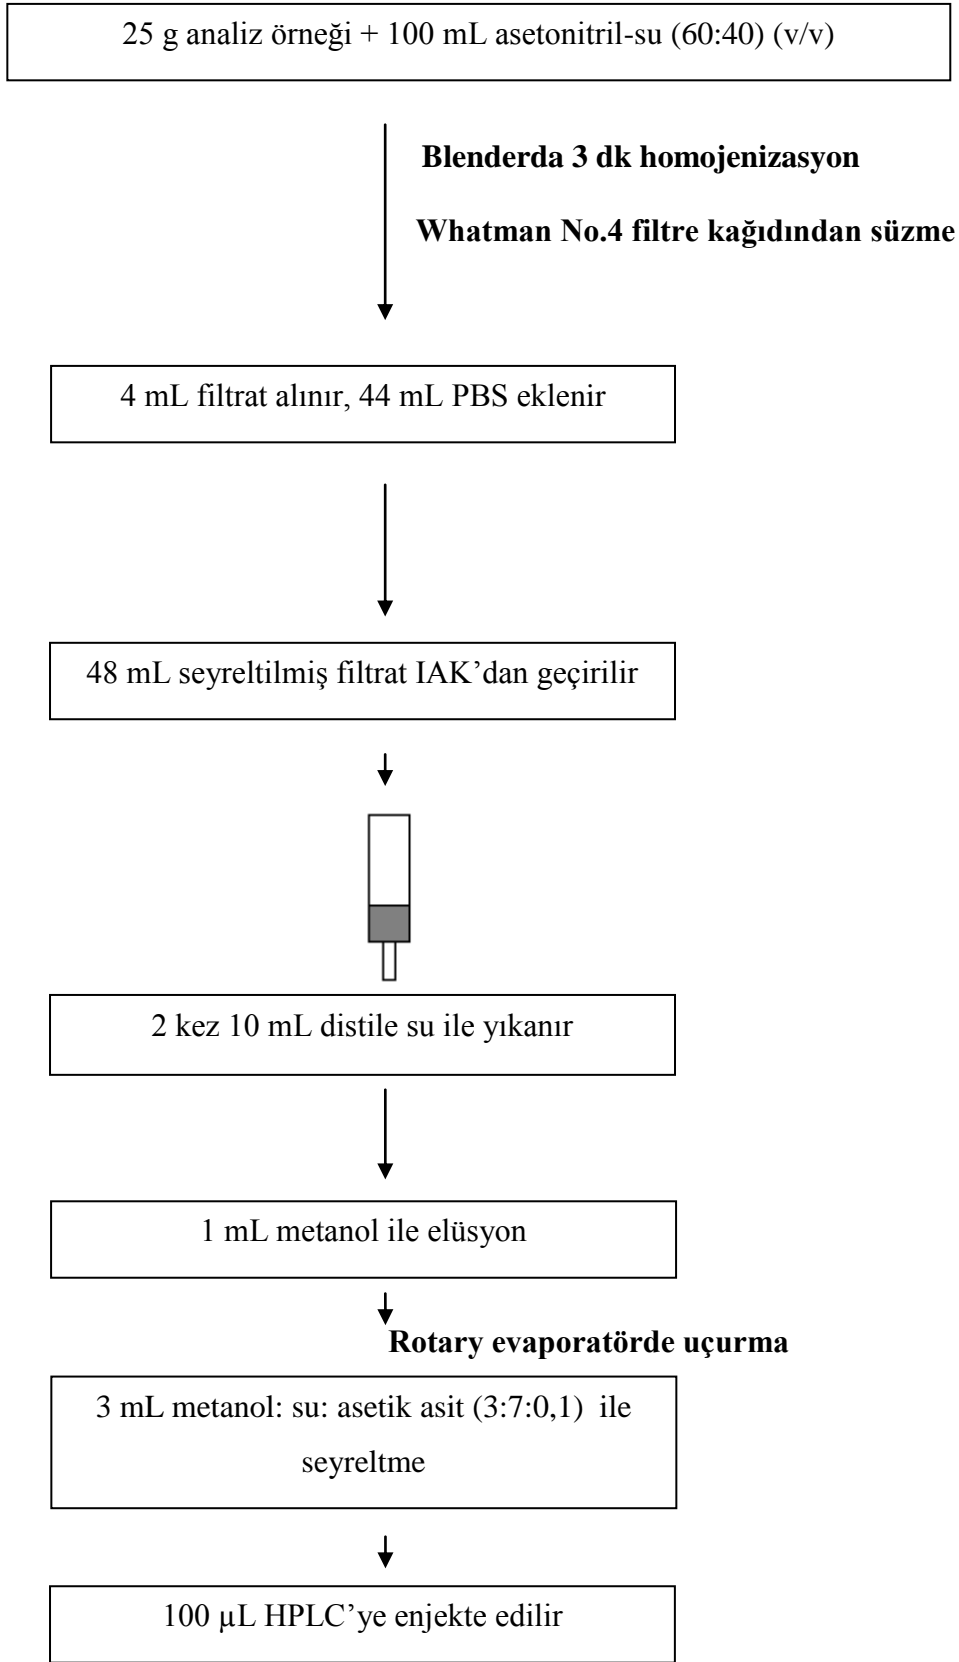 25 g analiz örneği + 100 mL asetonitril-su (60:40) (v/v)
Blenderda 3 dk homojenizasyon
Whatman No.4 filtre kağıdından süzme
4 mL filtrat alınır, 44 mL PBS eklenir
48 mL seyreltilmiş filtrat IAK’dan geçirilir
2 kez 10 mL distile su ile yıkanır
1 mL metanol ile elüsyon
Rotary evaporatörde uçurma
3 mL metanol: su: asetik asit (3:7:0,1) ile
seyreltme
100 µL HPLC’ye enjekte edilir